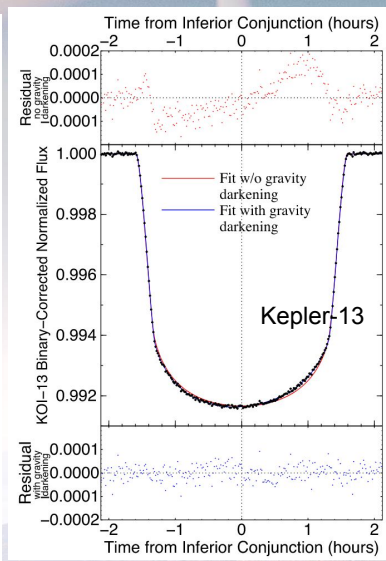 Time from Inferior Conjunction (hours)
−2 −1 0 1 2
Residual
no gravity
darkening
0.0002
0.0001
0.0000
0.0001
KOI−13 Binary−Corrected Normalized Flux
1.000
0.998
0.996
0.994
0.992
Fit w/o gravity
darkening
Fit with gravity
darkening
Kepler-13
Residual
with gravity
darkening
0.0001
0.0000
−0.0001
−0.0002
−2 −1 0 1 2
Time from Inferior Conjunction (hours)